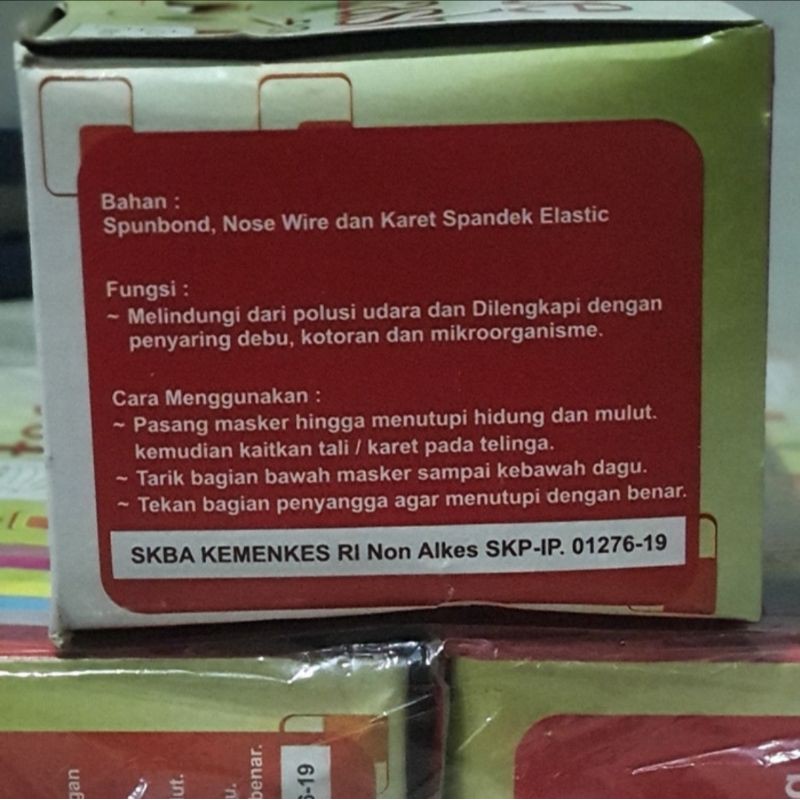 Bahan :
Spunbond, Nose Wire dan Karet Spandek Elastic
Fungsi :
~ Melindungi dari polusi udara dan Dilengkapi dengan
penyaring debu, kotoran dan mikroorganisme.
Cara Menggunakan :
~ Pasang masker hingga menutupi hidung dan mulut.
kemudian kaitkan tali / karet pada telinga.
~ Tarik bagian bawah masker sampai kebawah dagu.
~ Tekan bagian penyangga agar menutupi dengan benar.
SKBA KEMENKES RI Non Alkes SKP-IP. 01276-19
benar.